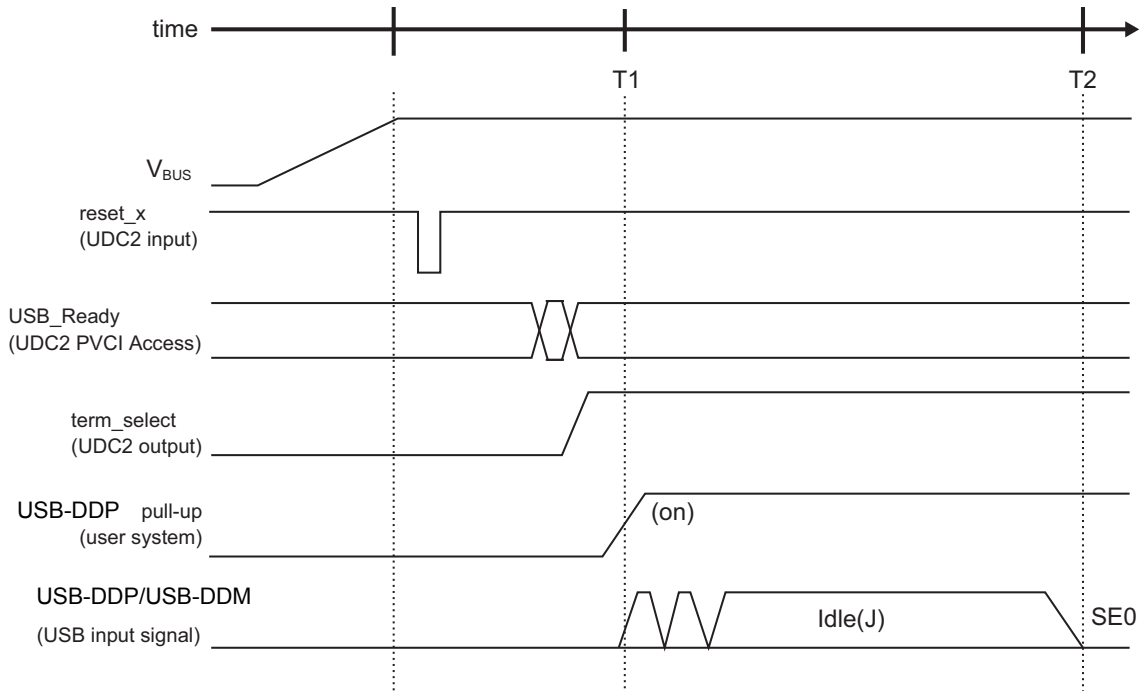 time
T1
T2
VBUS
reset_x
(UDC2 input)
USB_Ready
(UDC2 PVCI Access)
term_select
(UDC2 output)
USB-DDP pull-up
(user system)
(on)
USB-DDP/USB-DDM
(USB input signal)
Idle(J)
SE0